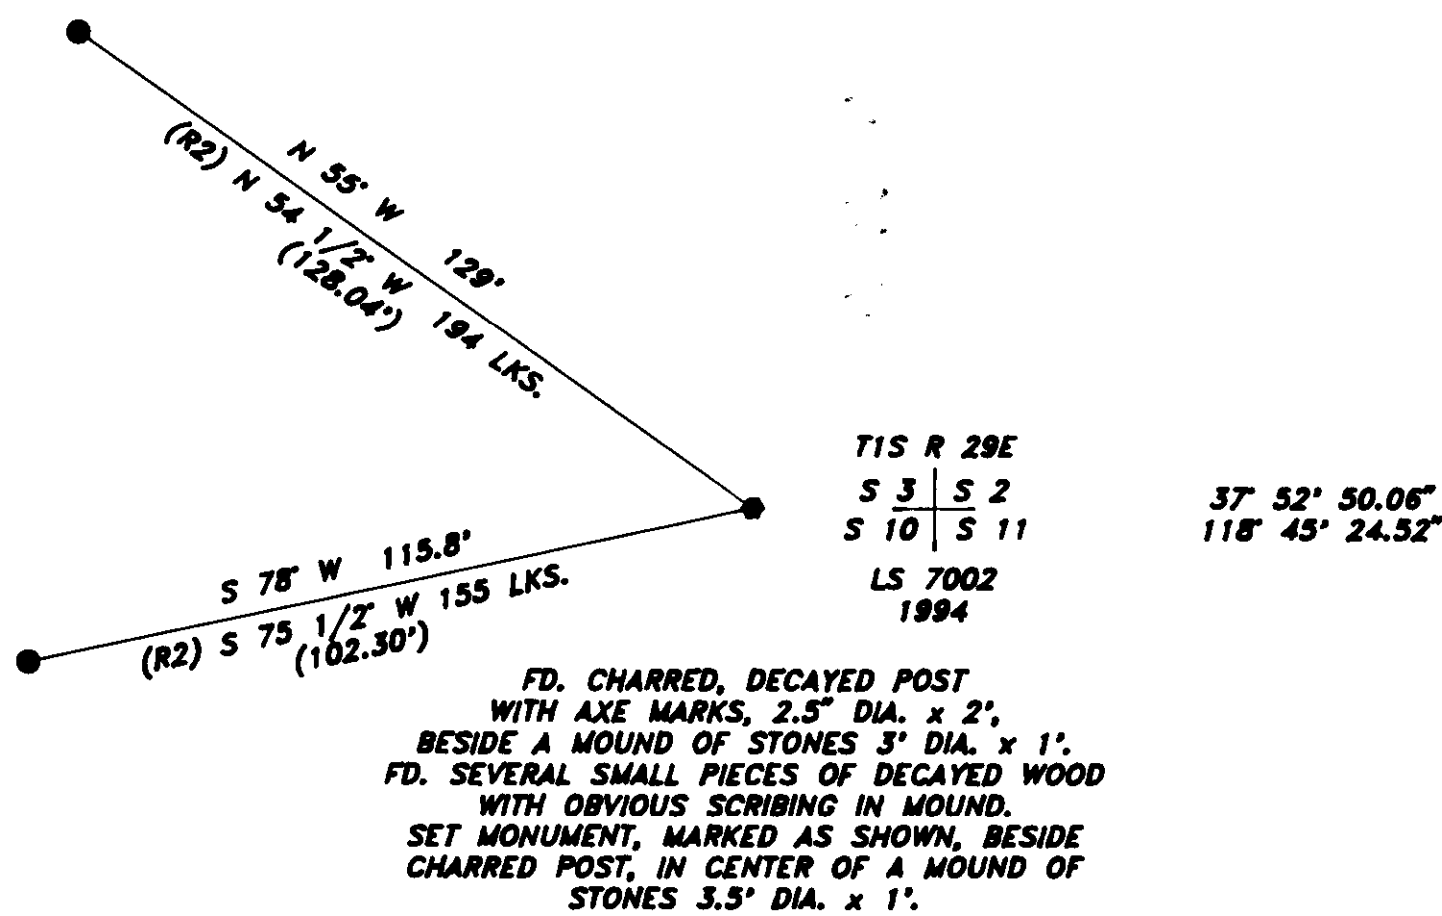 N 55° W 129'
(R2) N 54 1/2° W 194 LKS.
(128.04')
T1S R 29E
S 3 S 2
S 10 S 11
LS 7002
1994
37° 52' 50.06"
118° 45' 24.52"
S 78° W 115.8'
(R2) S 75 1/2° W 155 LKS.
(102.30')
FD. CHARRED, DECAYED POST
WITH AXE MARKS, 2.5" DIA. x 2',
BESIDE A MOUND OF STONES 3' DIA. x 1'.
FD. SEVERAL SMALL PIECES OF DECAYED WOOD
WITH OBVIOUS SCRIBING IN MOUND.
SET MONUMENT, MARKED AS SHOWN, BESIDE
CHARRED POST, IN CENTER OF A MOUND OF
STONES 3.5' DIA. x 1'.